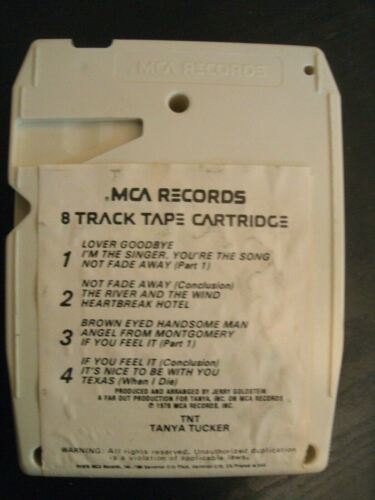 MCA RECORDS
MCA RECORDS
8 TRACK TAPE CARTRIDGE
1 LOVER GOODBYE
I'M THE SINGER, YOU'RE THE SONG
NOT FADE AWAY (Part 1)
2 NOT FADE AWAY (Conclusion)
THE RIVER AND THE WIND
HEARTBREAK HOTEL
3 BROWN EYED HANDSOME MAN
ANGEL FROM MONTGOMERY
IF YOU FEEL IT (Part 1)
4 IF YOU FEEL IT (Conclusion)
IT'S NICE TO BE WITH YOU
TEXAS (When I Die)
PRODUCED AND ARRANGED BY JERRY GOLDSTEIN
A FAR OUT PRODUCTION FOR TANYA, INC. ON MCA RECORDS
© 1978 MCA RECORDS, INC.
TNT
TANYA TUCKER
WARNING: All rights reserved. Unauthorized duplication
is a violation of applicable laws.
MCA Records, Inc.